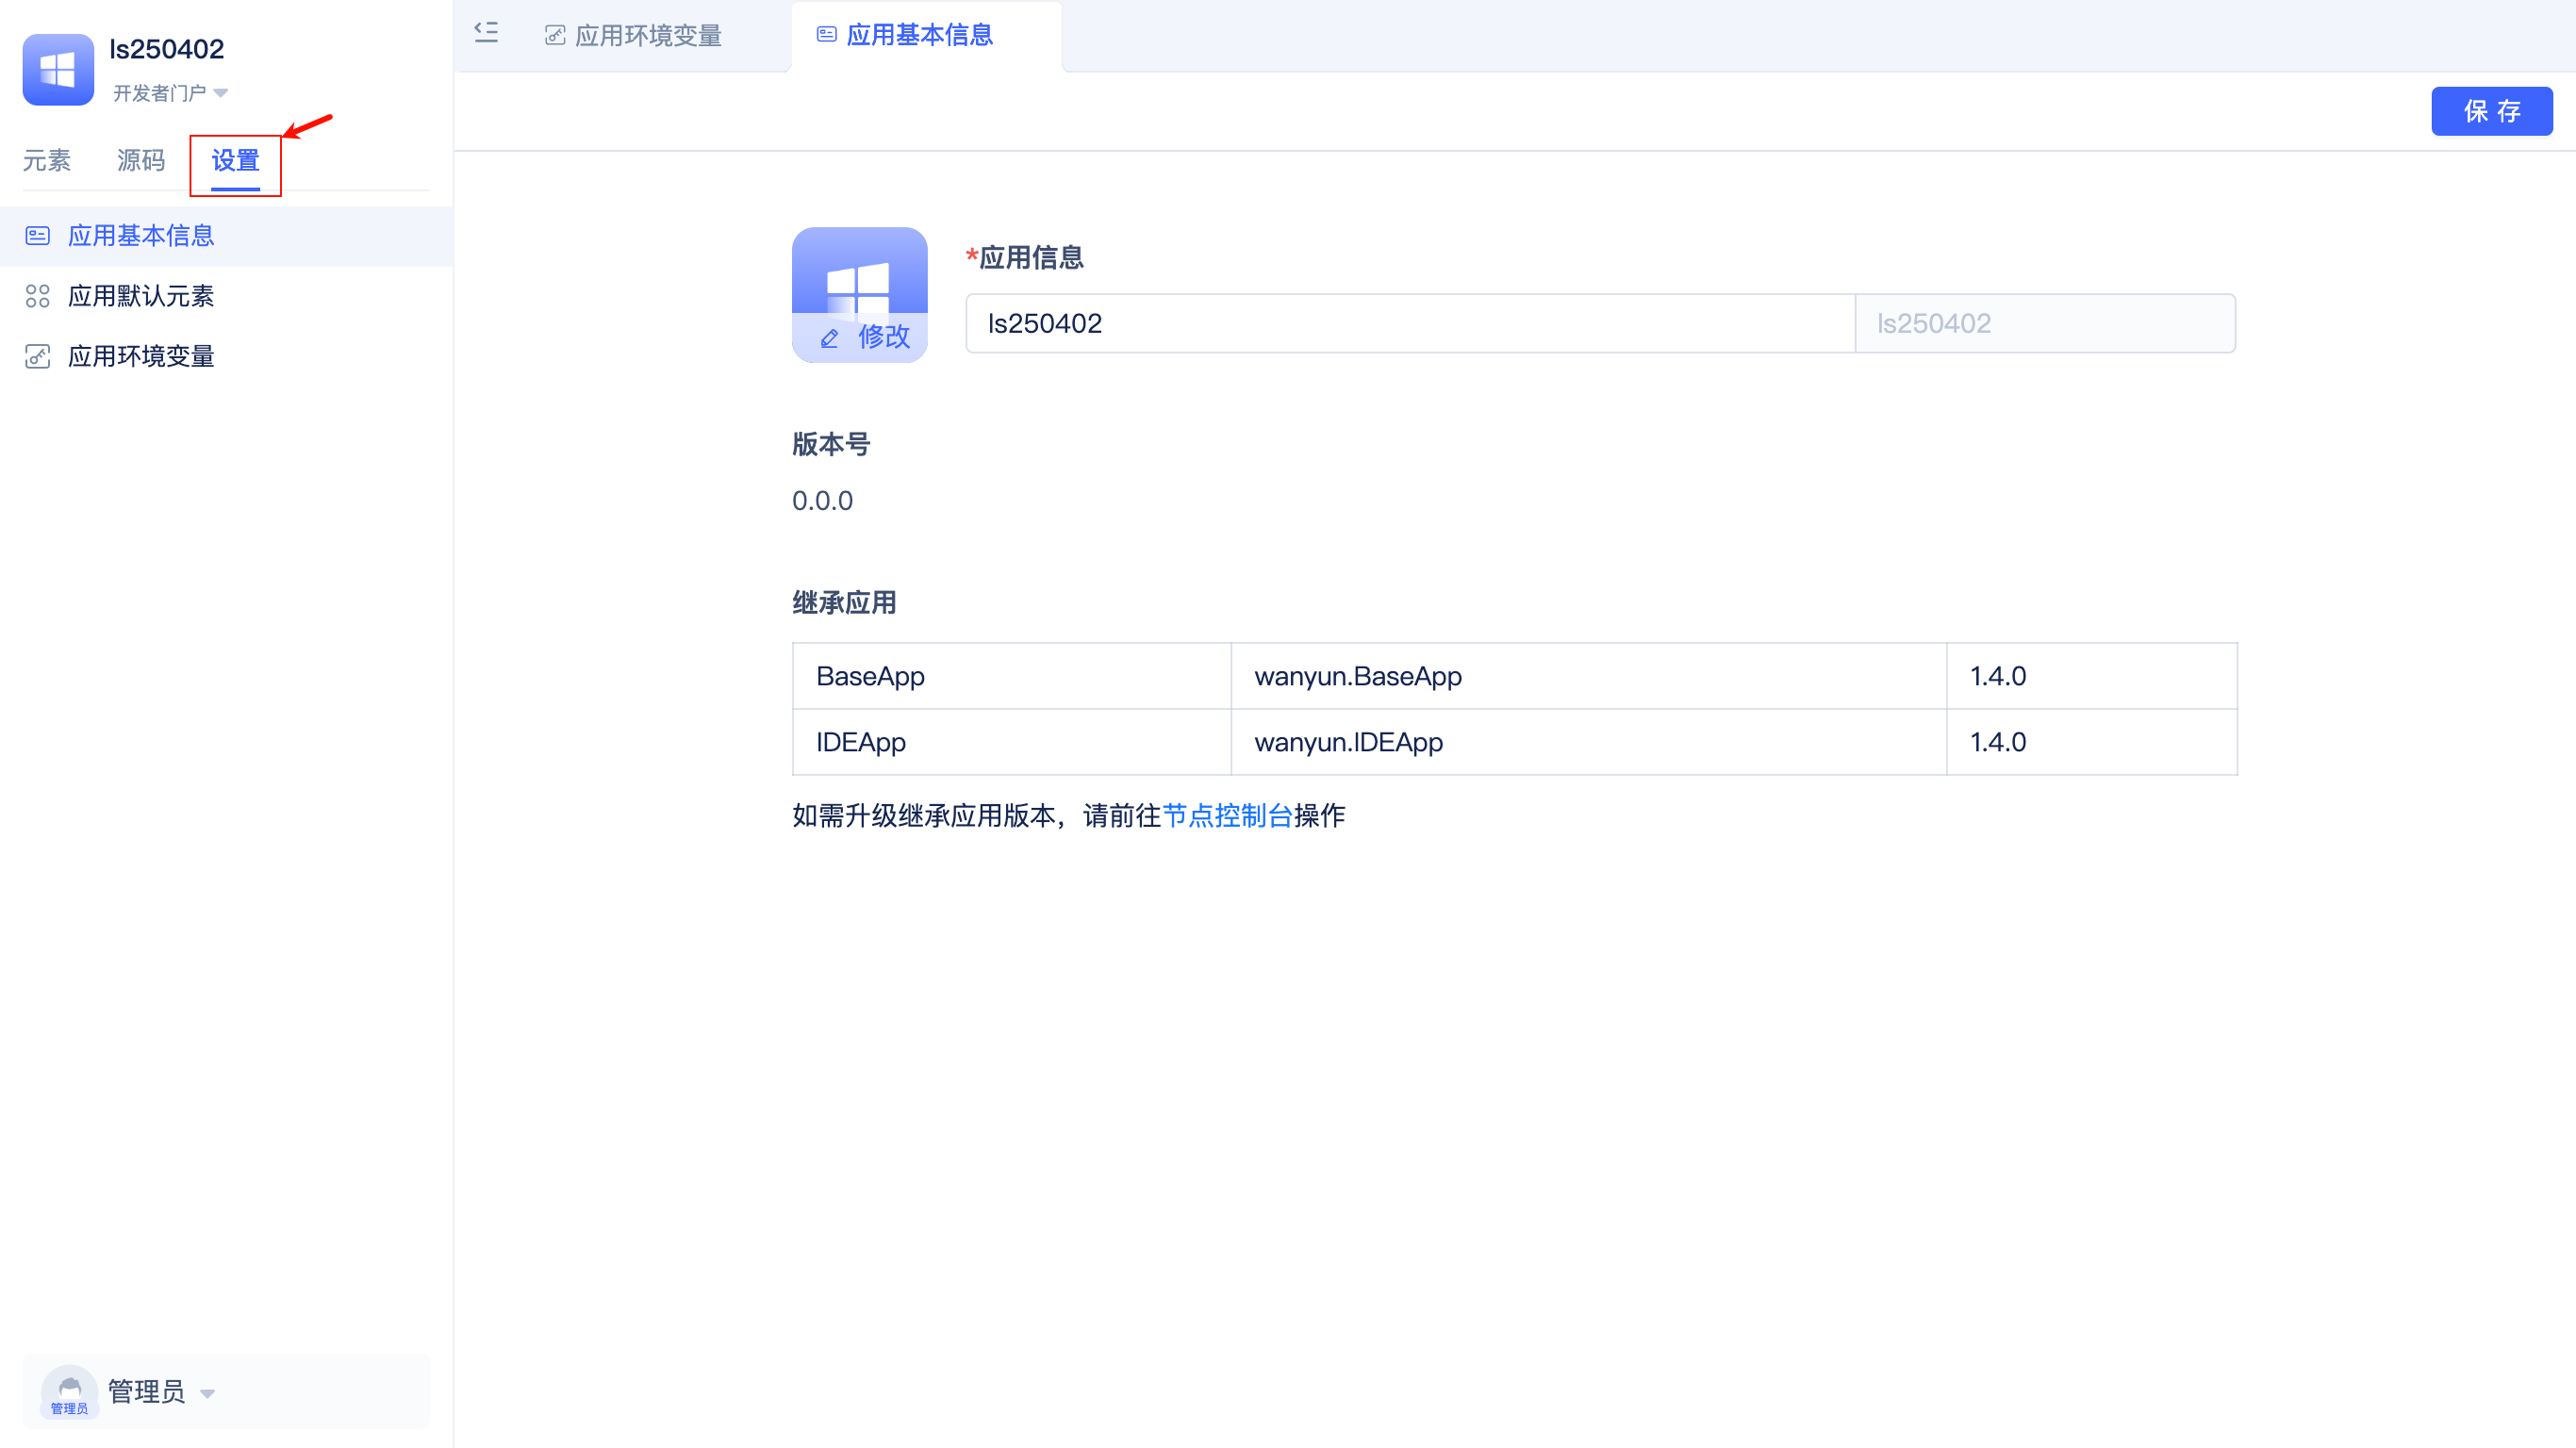 ls250402
开发者门户
元素 源码 设置
应用基本信息
应用默认元素
应用环境变量
管理员
管理员
应用环境变量 应用基本信息
保存
*应用信息
修改
ls250402 ls250402
版本号
0.0.0
继承应用
BaseApp wanyun.BaseApp 1.4.0
IDEApp wanyun.IDEApp 1.4.0
如需升级继承应用版本，请前往节点控制台操作